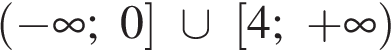 (−∞; 0] ∪ [4; +∞)